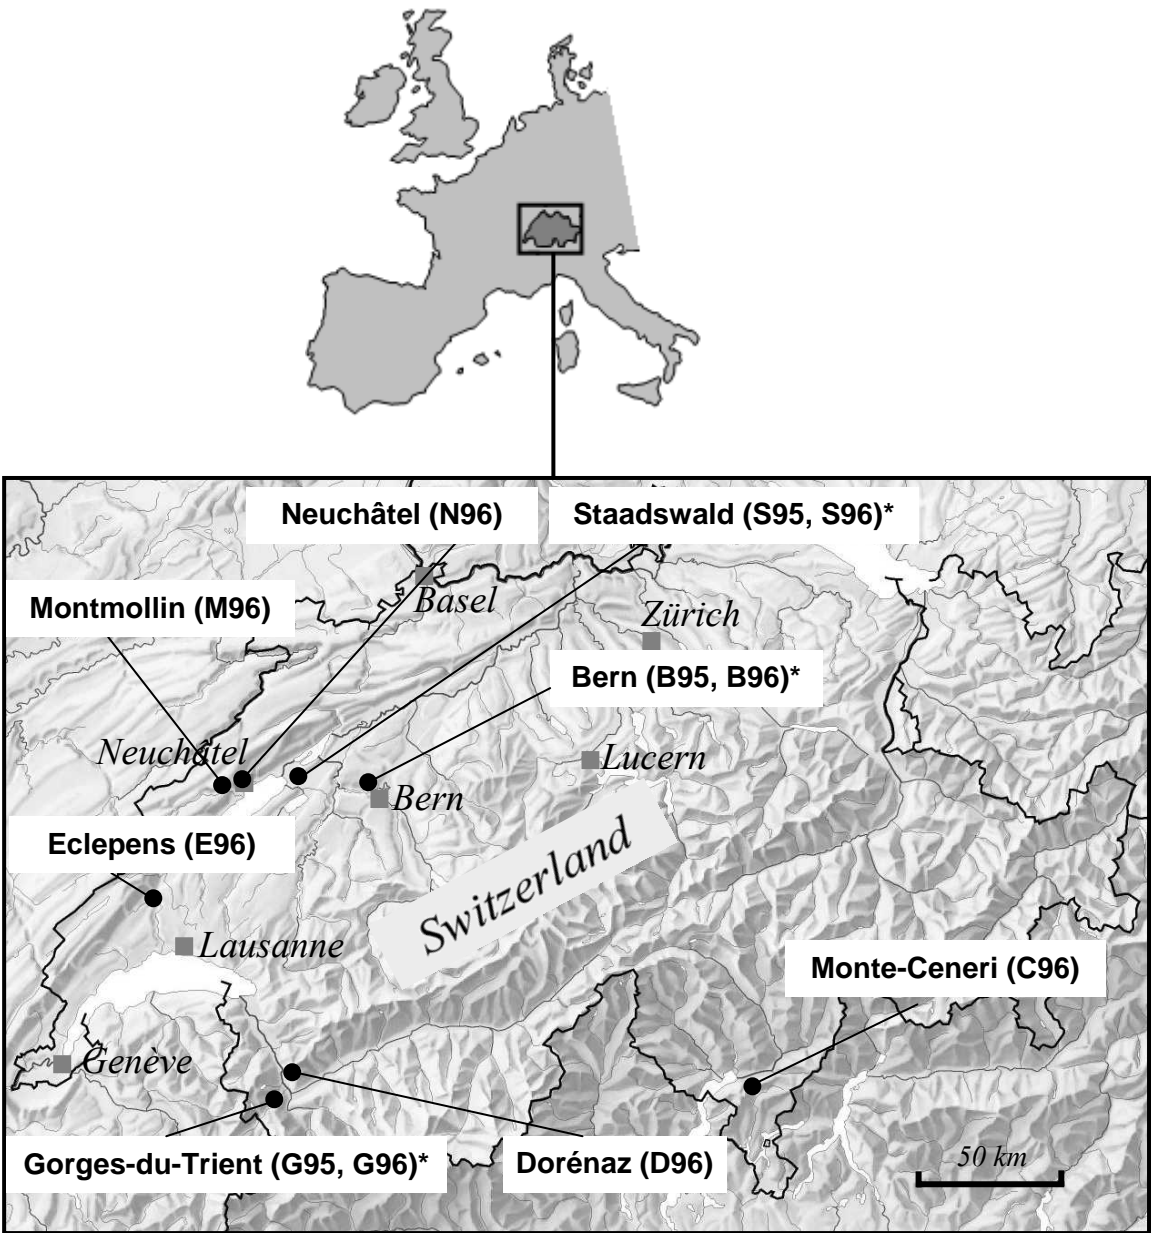 Neuchâtel (N96)
Staadswald (S95, S96)*
Basel
Montmollin (M96)
Zürich
Bern (B95, B96)*
Neuchâtel
Lucern
Bern
Eclepens (E96)
Switzerland
Lausanne
Monte-Ceneri (C96)
Genève
Gorges-du-Trient (G95, G96)*
Dorénaz (D96)
50 km